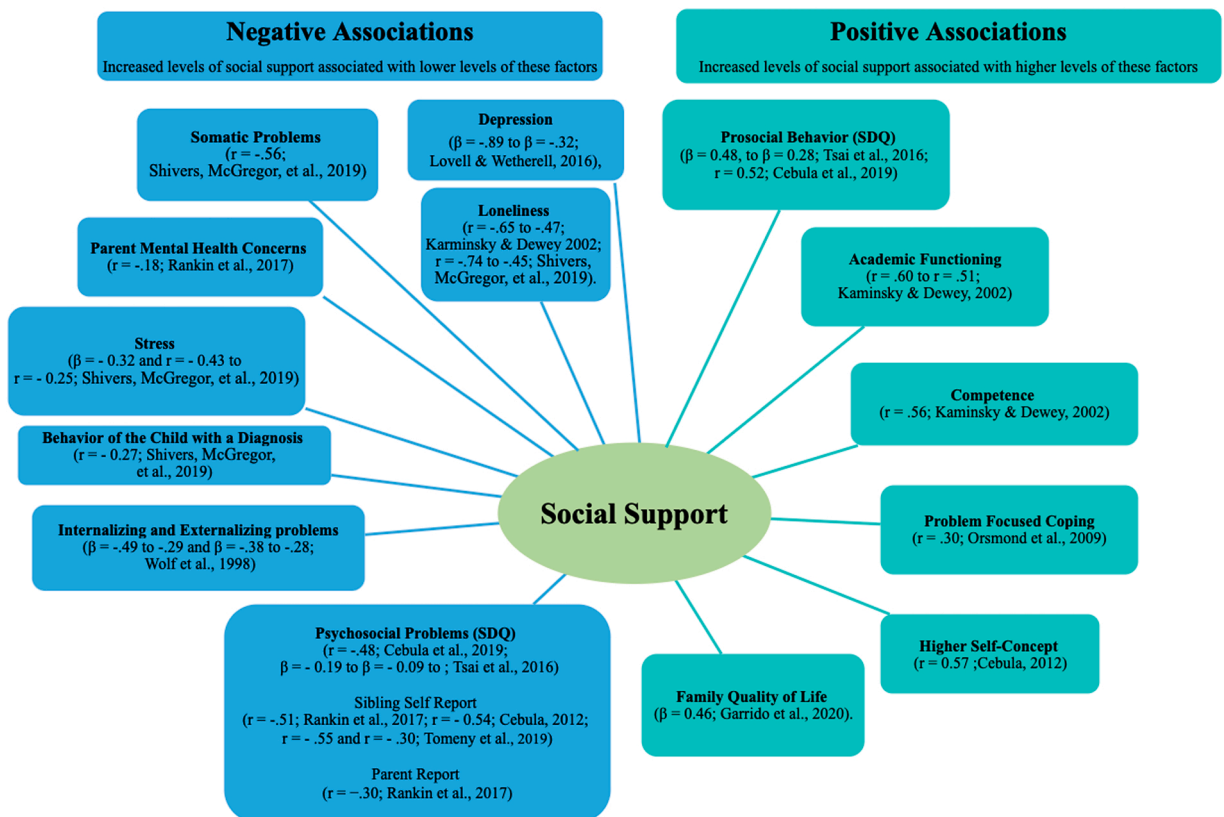 Negative Associations
Increased levels of social support associated with lower levels of these factors
Positive Associations
Increased levels of social support associated with higher levels of these factors
Somatic Problems
(r = -.56;
Shivers, McGregor, et al., 2019)
Depression
(β = -.89 to β = -.32;
Lovell & Wetherell, 2016),
Loneliness
(r = -.65 to -.47;
Karminsky & Dewey 2002;
r = -.74 to -.45; Shivers,
McGregor, et al., 2019).
Parent Mental Health Concerns
(r = -.18; Rankin et al., 2017)
Stress
(β = - 0.32 and r = - 0.43 to
r = - 0.25; Shivers, McGregor, et al., 2019)
Behavior of the Child with a Diagnosis
(r = - 0.27; Shivers, McGregor,
et al., 2019)
Internalizing and Externalizing problems
(β = -.49 to -.29 and β = -.38 to -.28;
Wolf et al., 1998)
Psychosocial Problems (SDQ)
(r = -.48; Cebula et al., 2019;
β = - 0.19 to β = - 0.09 to ; Tsai et al., 2016
Sibling Self Report
(r = -.51; Rankin et al., 2017; r = - 0.54; Cebula, 2012;
r = - .55 and r = - .30; Tomeny et al., 2019)
Parent Report
(r = −.30; Rankin et al., 2017)
Social Support
Prosocial Behavior (SDQ)
(β = 0.48, to β = 0.28; Tsai et al., 2016;
r = 0.52; Cebula et al., 2019)
Academic Functioning
(r = .60 to r = .51;
Kaminsky & Dewey, 2002)
Competence
(r = .56; Kaminsky & Dewey, 2002)
Problem Focused Coping
(r = .30; Orsmond et al., 2009)
Higher Self-Concept
(r = 0.57 ;Cebula, 2012)
Family Quality of Life
(β = 0.46; Garrido et al., 2020).